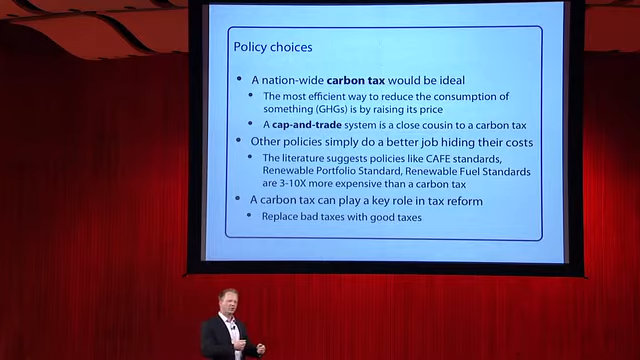 Policy choices
• A nation-wide carbon tax would be ideal
• The most efficient way to reduce the consumption of
something (GHGs) is by raising its price
• A cap-and-trade system is a close cousin to a carbon tax
• Other policies simply do a better job hiding their costs
• The literature suggests policies like CAFE standards,
Renewable Portfolio Standard, Renewable Fuel Standards
are 3-10X more expensive than a carbon tax
• A carbon tax can play a key role in tax reform
• Replace bad taxes with good taxes